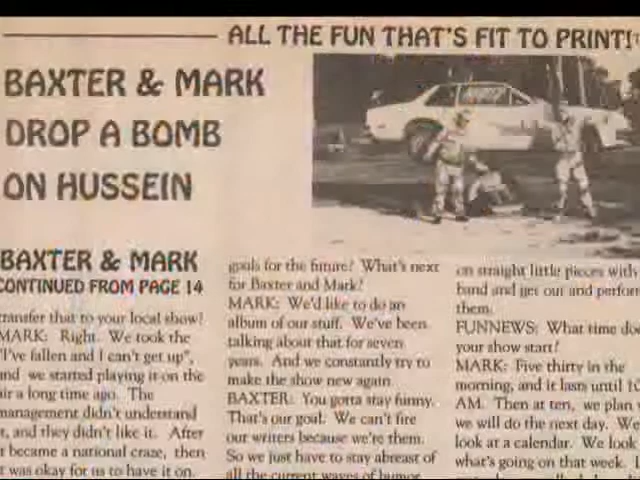 ALL THE FUN THAT'S FIT TO PRINT!
BAXTER & MARK
DROP A BOMB
ON HUSSEIN
BAXTER & MARK
CONTINUED FROM PAGE 14
transfer that to your local show?
MARK: Right. We took the
"I've fallen and I can't get up",
and we started playing it on the
air a long time ago. The
management didn't understand
it, and they didn't like it. After
it became a national craze, then
it was okay for us to have it on.
goals for the future? What's next
for Baxter and Mark?
MARK: We'd like to do an
album of our stuff. We've been
talking about that for seven
years. And we constantly try to
make the show new again.
BAXTER: You gotta stay funny.
That's our goal. We can't fire
our writers because we're them.
So we just have to stay abreast of
all the current waves of humor
on straight little pieces with
band and get out and perform
them.
FUNNEWS: What time does
your show start?
MARK: Five thirty in the
morning, and it lasts until 10
AM. Then at ten, we plan
we will do the next day. We
look at a calendar. We look
what's going on that week.